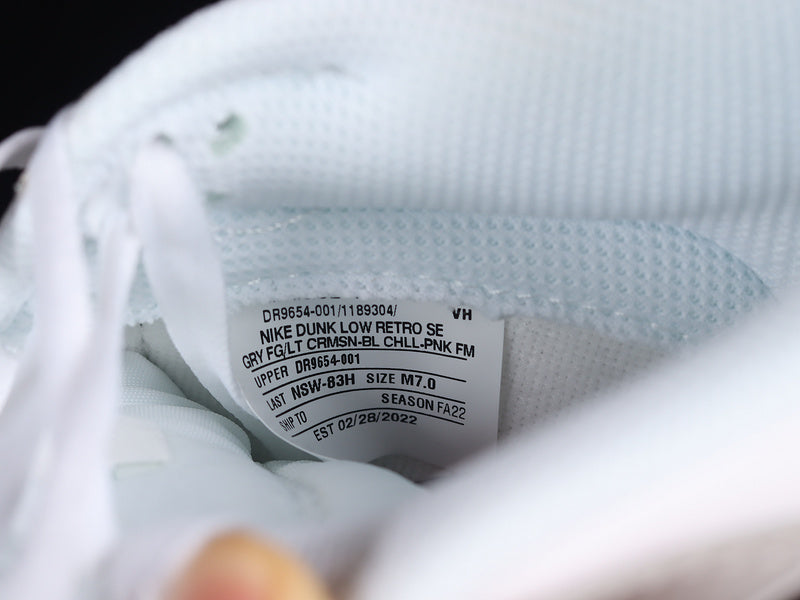 DR9654-001/1189304/ VH
NIKE DUNK LOW RETRO SE
GRY FG/LT CRMSN-BL CHLL-PNK FM
UPPER DR9654-001
LAST NSW-83H SIZE M7.0
SHIP TO SEASON FA22
EST 02/28/2022